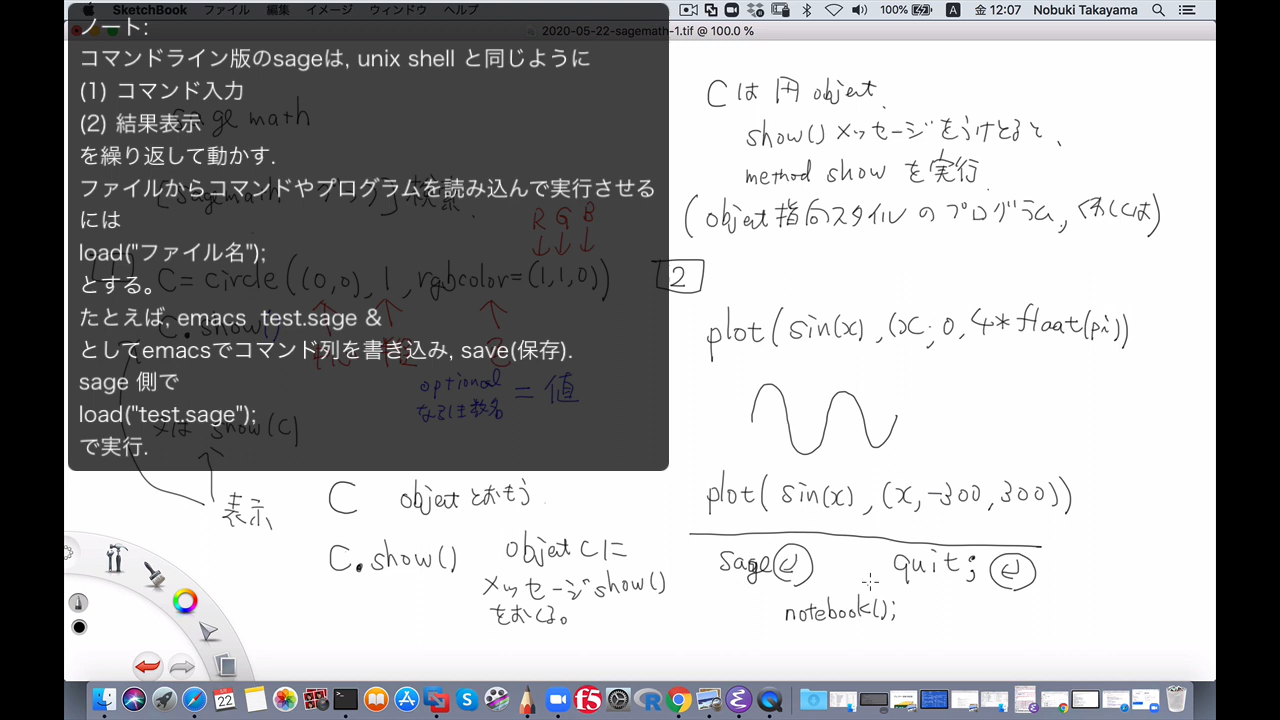 SketchBook ファイル 編集 イメージ ウィンドウ ヘルプ 100% A 金 12:07 Nobuki Takayama
2020-05-22-sagemath-1.tif @ 100.0 %
ノート:
コマンドライン版のsageは, unix shell と同じように
(1) コマンド入力
(2) 結果表示
を繰り返して動かす.
ファイルからコマンドやプログラムを読み込んで実行させる
には
load("ファイル名");
とする。
たとえば, emacs test.sage &
としてemacsでコマンド列を書き込み, save(保存).
sage 側で
load("test.sage");
で実行.
sage math
R G B
C = circle((0,0), 1, rgbcolor=(1,1,0))
C.show()
optional
な引数名 = 値
又は show(C)
表示
C objectとおもう.
C.show() object Cに
メッセージshow()
をおくる。
Cは円 object.
show() メッセージをうけとると、
method show を実行.
(object指向スタイルのプログラム, くわしくは)
2
plot(sin(x),(x,0,4*float(pi))
plot(sin(x),(x,-300,300))
sage quit;
notebook();
22 f5 R